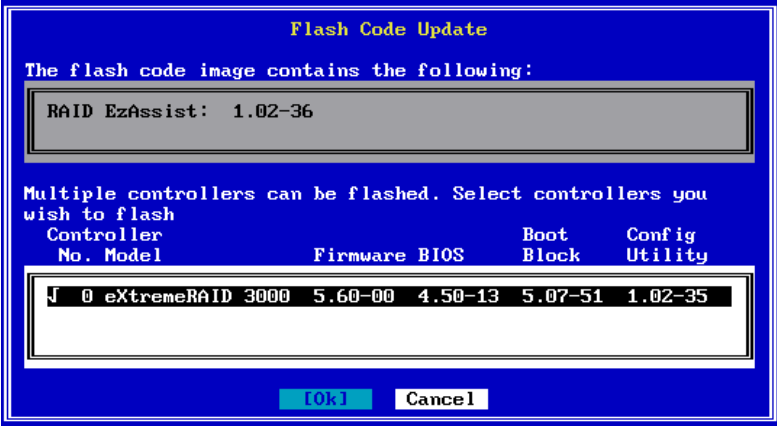 Flash Code Update
The flash code image contains the following:
RAID EzAssist: 1.02-36
Multiple controllers can be flashed. Select controllers you
wish to flash
Controller Boot Config
No. Model Firmware BIOS Block Utility
√ 0 eXtremeRAID 3000 5.60-00 4.50-13 5.07-51 1.02-35
[Ok] Cancel